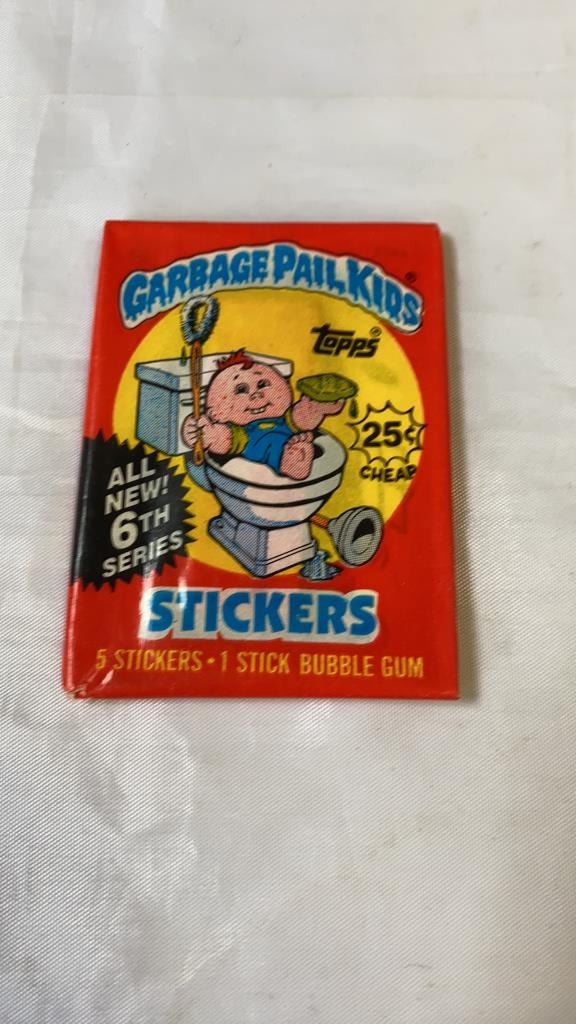 GARBAGE PAIL KIDS®
Topps®
25¢
CHEAP
ALL
NEW!
6TH
SERIES
STICKERS
5 STICKERS • 1 STICK BUBBLE GUM